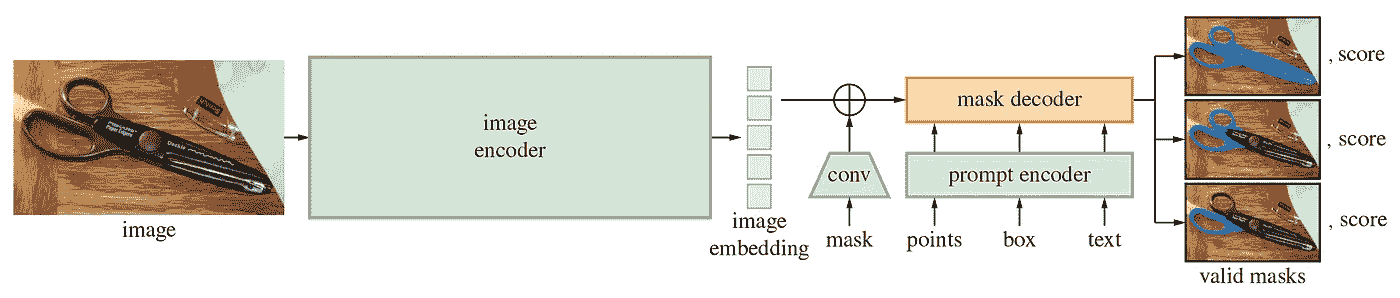 image
image
encoder
image
embedding
conv
mask
mask decoder
prompt encoder
points
box
text
, score
, score
, score
valid masks